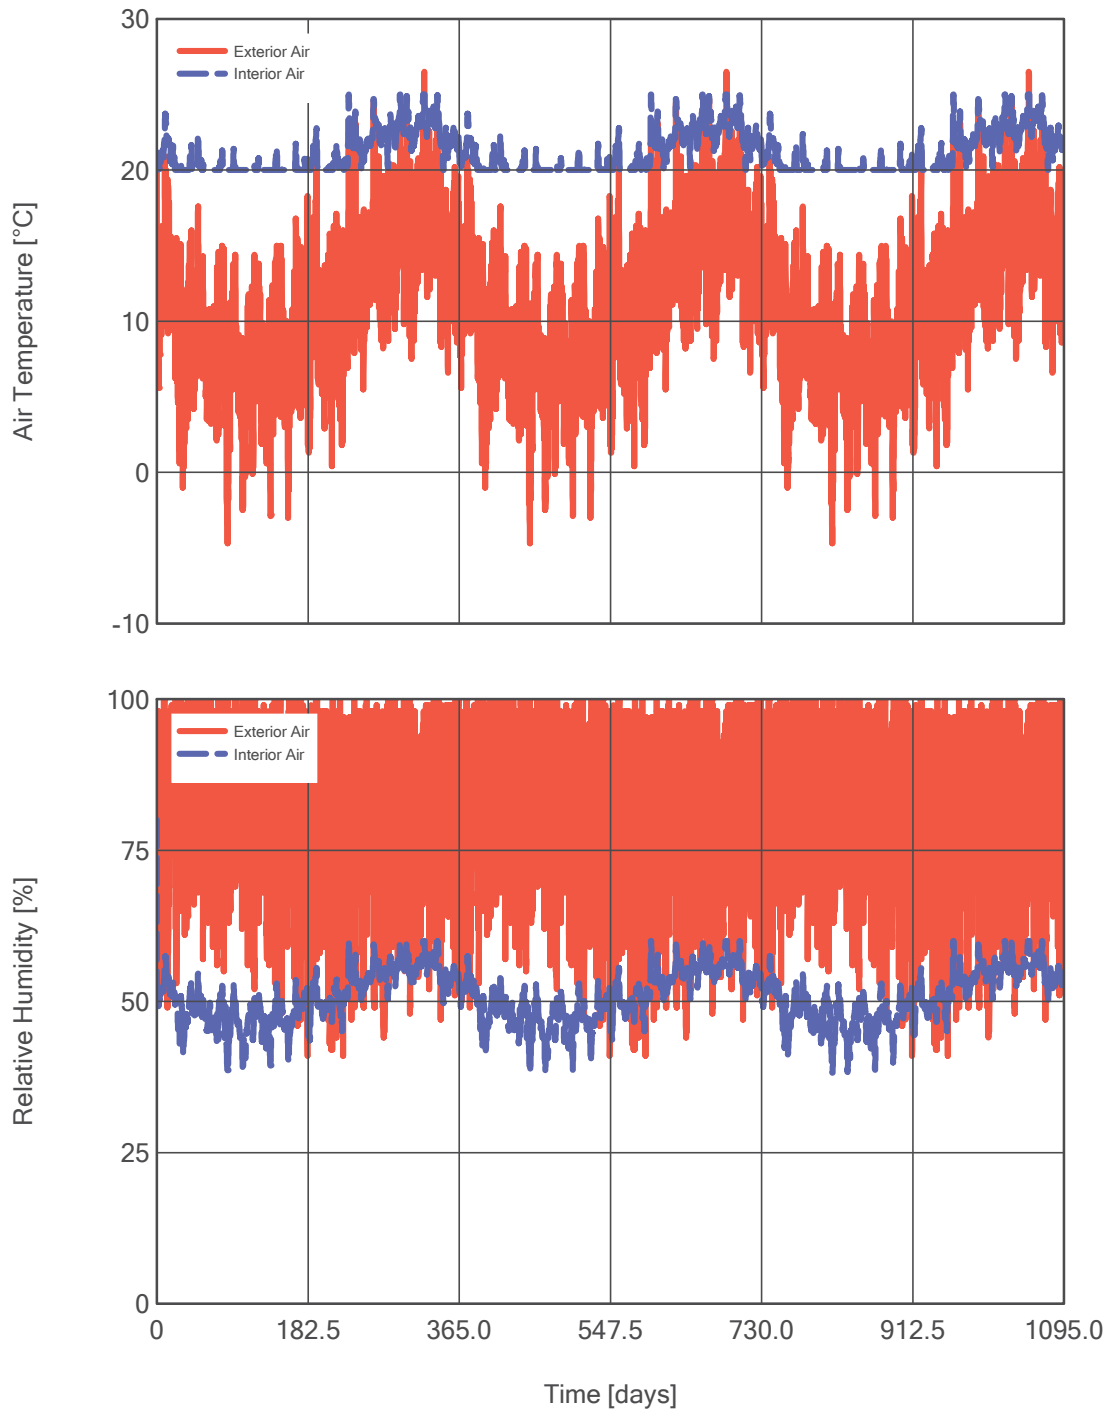 30
20
10
0
-10
Air Temperature [°C]
Exterior Air
Interior Air
100
75
50
25
0
Relative Humidity [%]
Exterior Air
Interior Air
0 182.5 365.0 547.5 730.0 912.5 1095.0
Time [days]